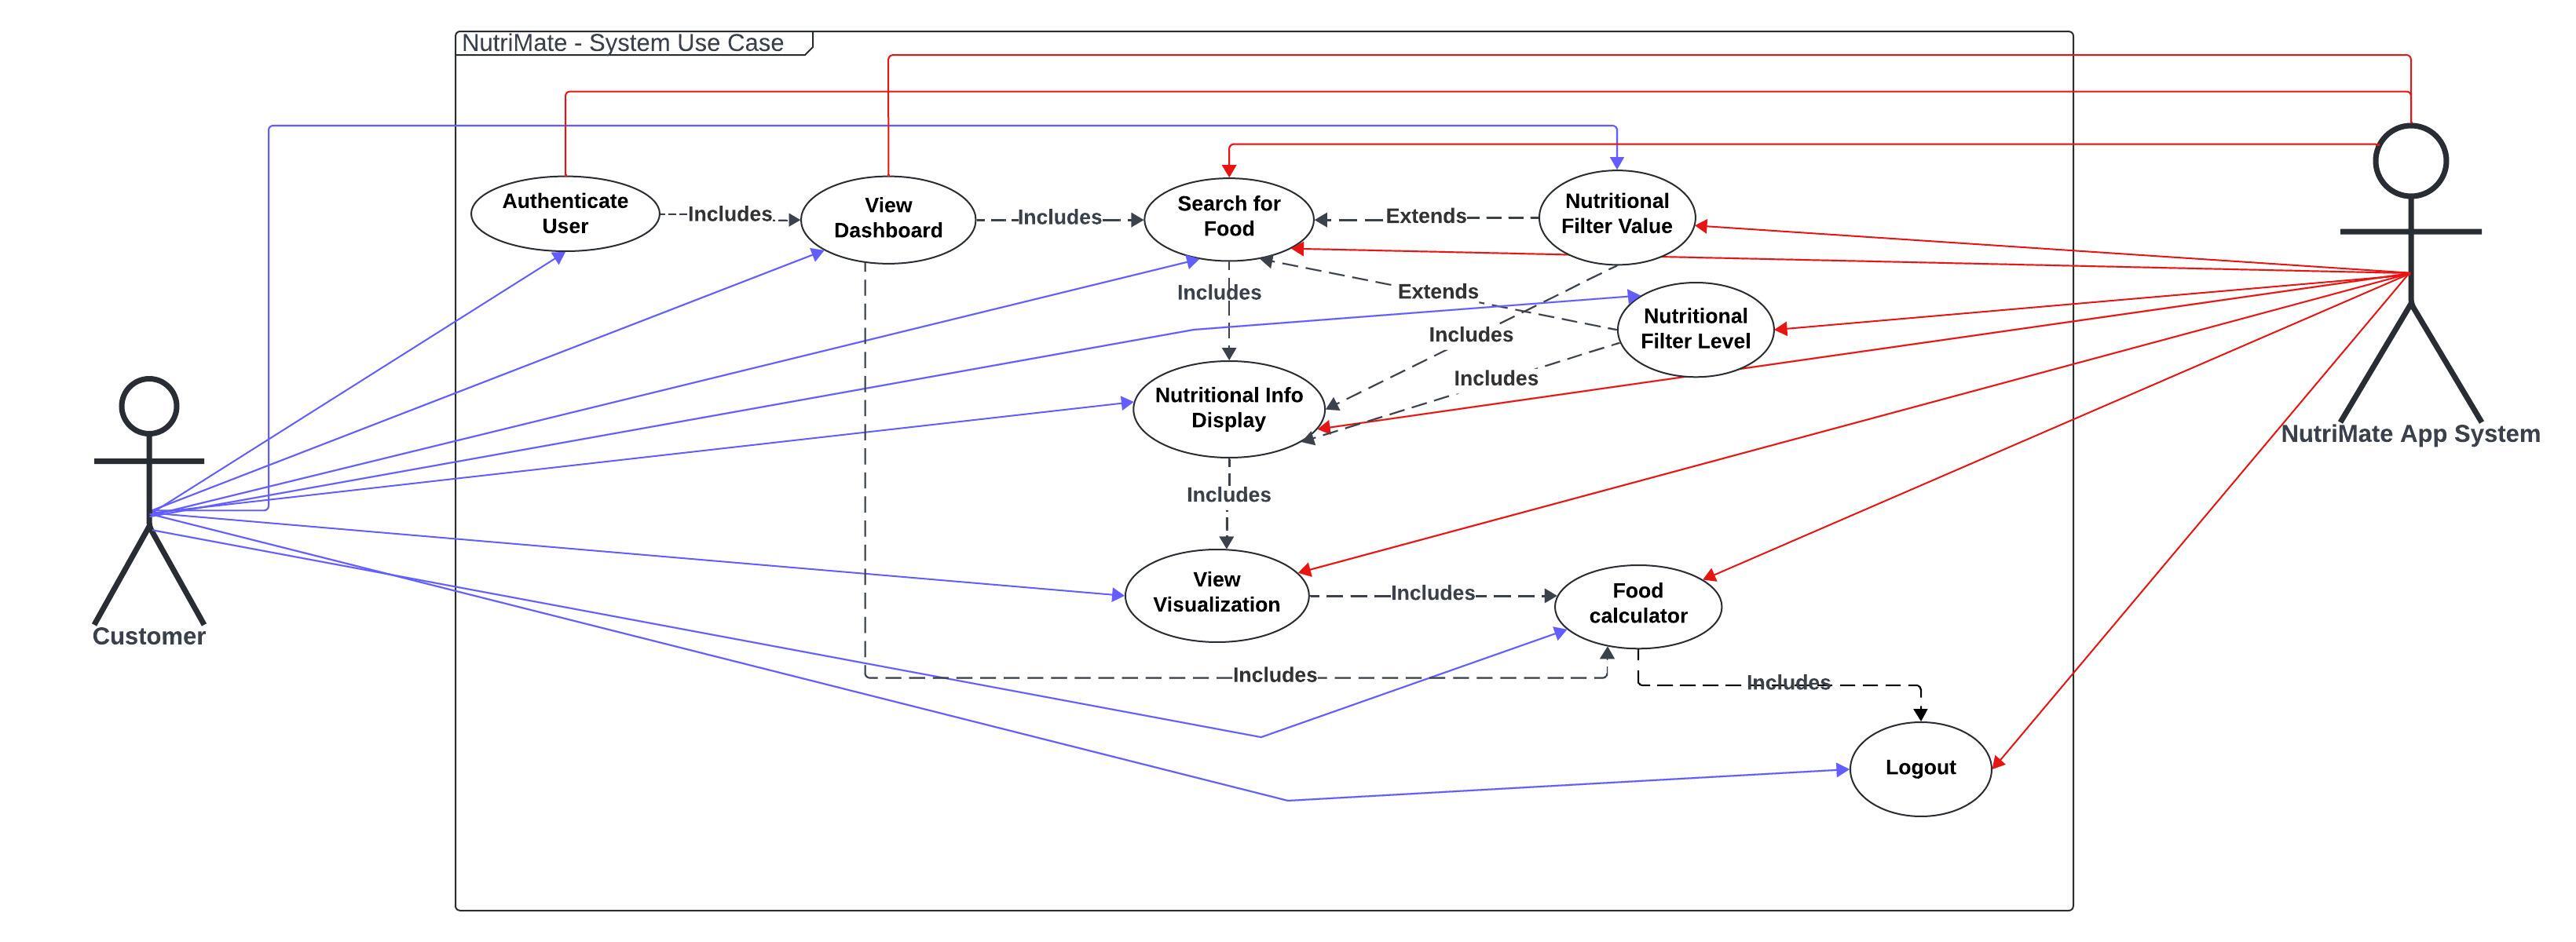 NutriMate - System Use Case
Authenticate
User
Includes
View
Dashboard
Includes
Search for
Food
Extends
Nutritional
Filter Value
Includes
Extends
Nutritional
Filter Level
Includes
Includes
Nutritional Info
Display
Includes
View
Visualization
Includes
Food
calculator
Includes
Includes
Logout
Customer
NutriMate App System